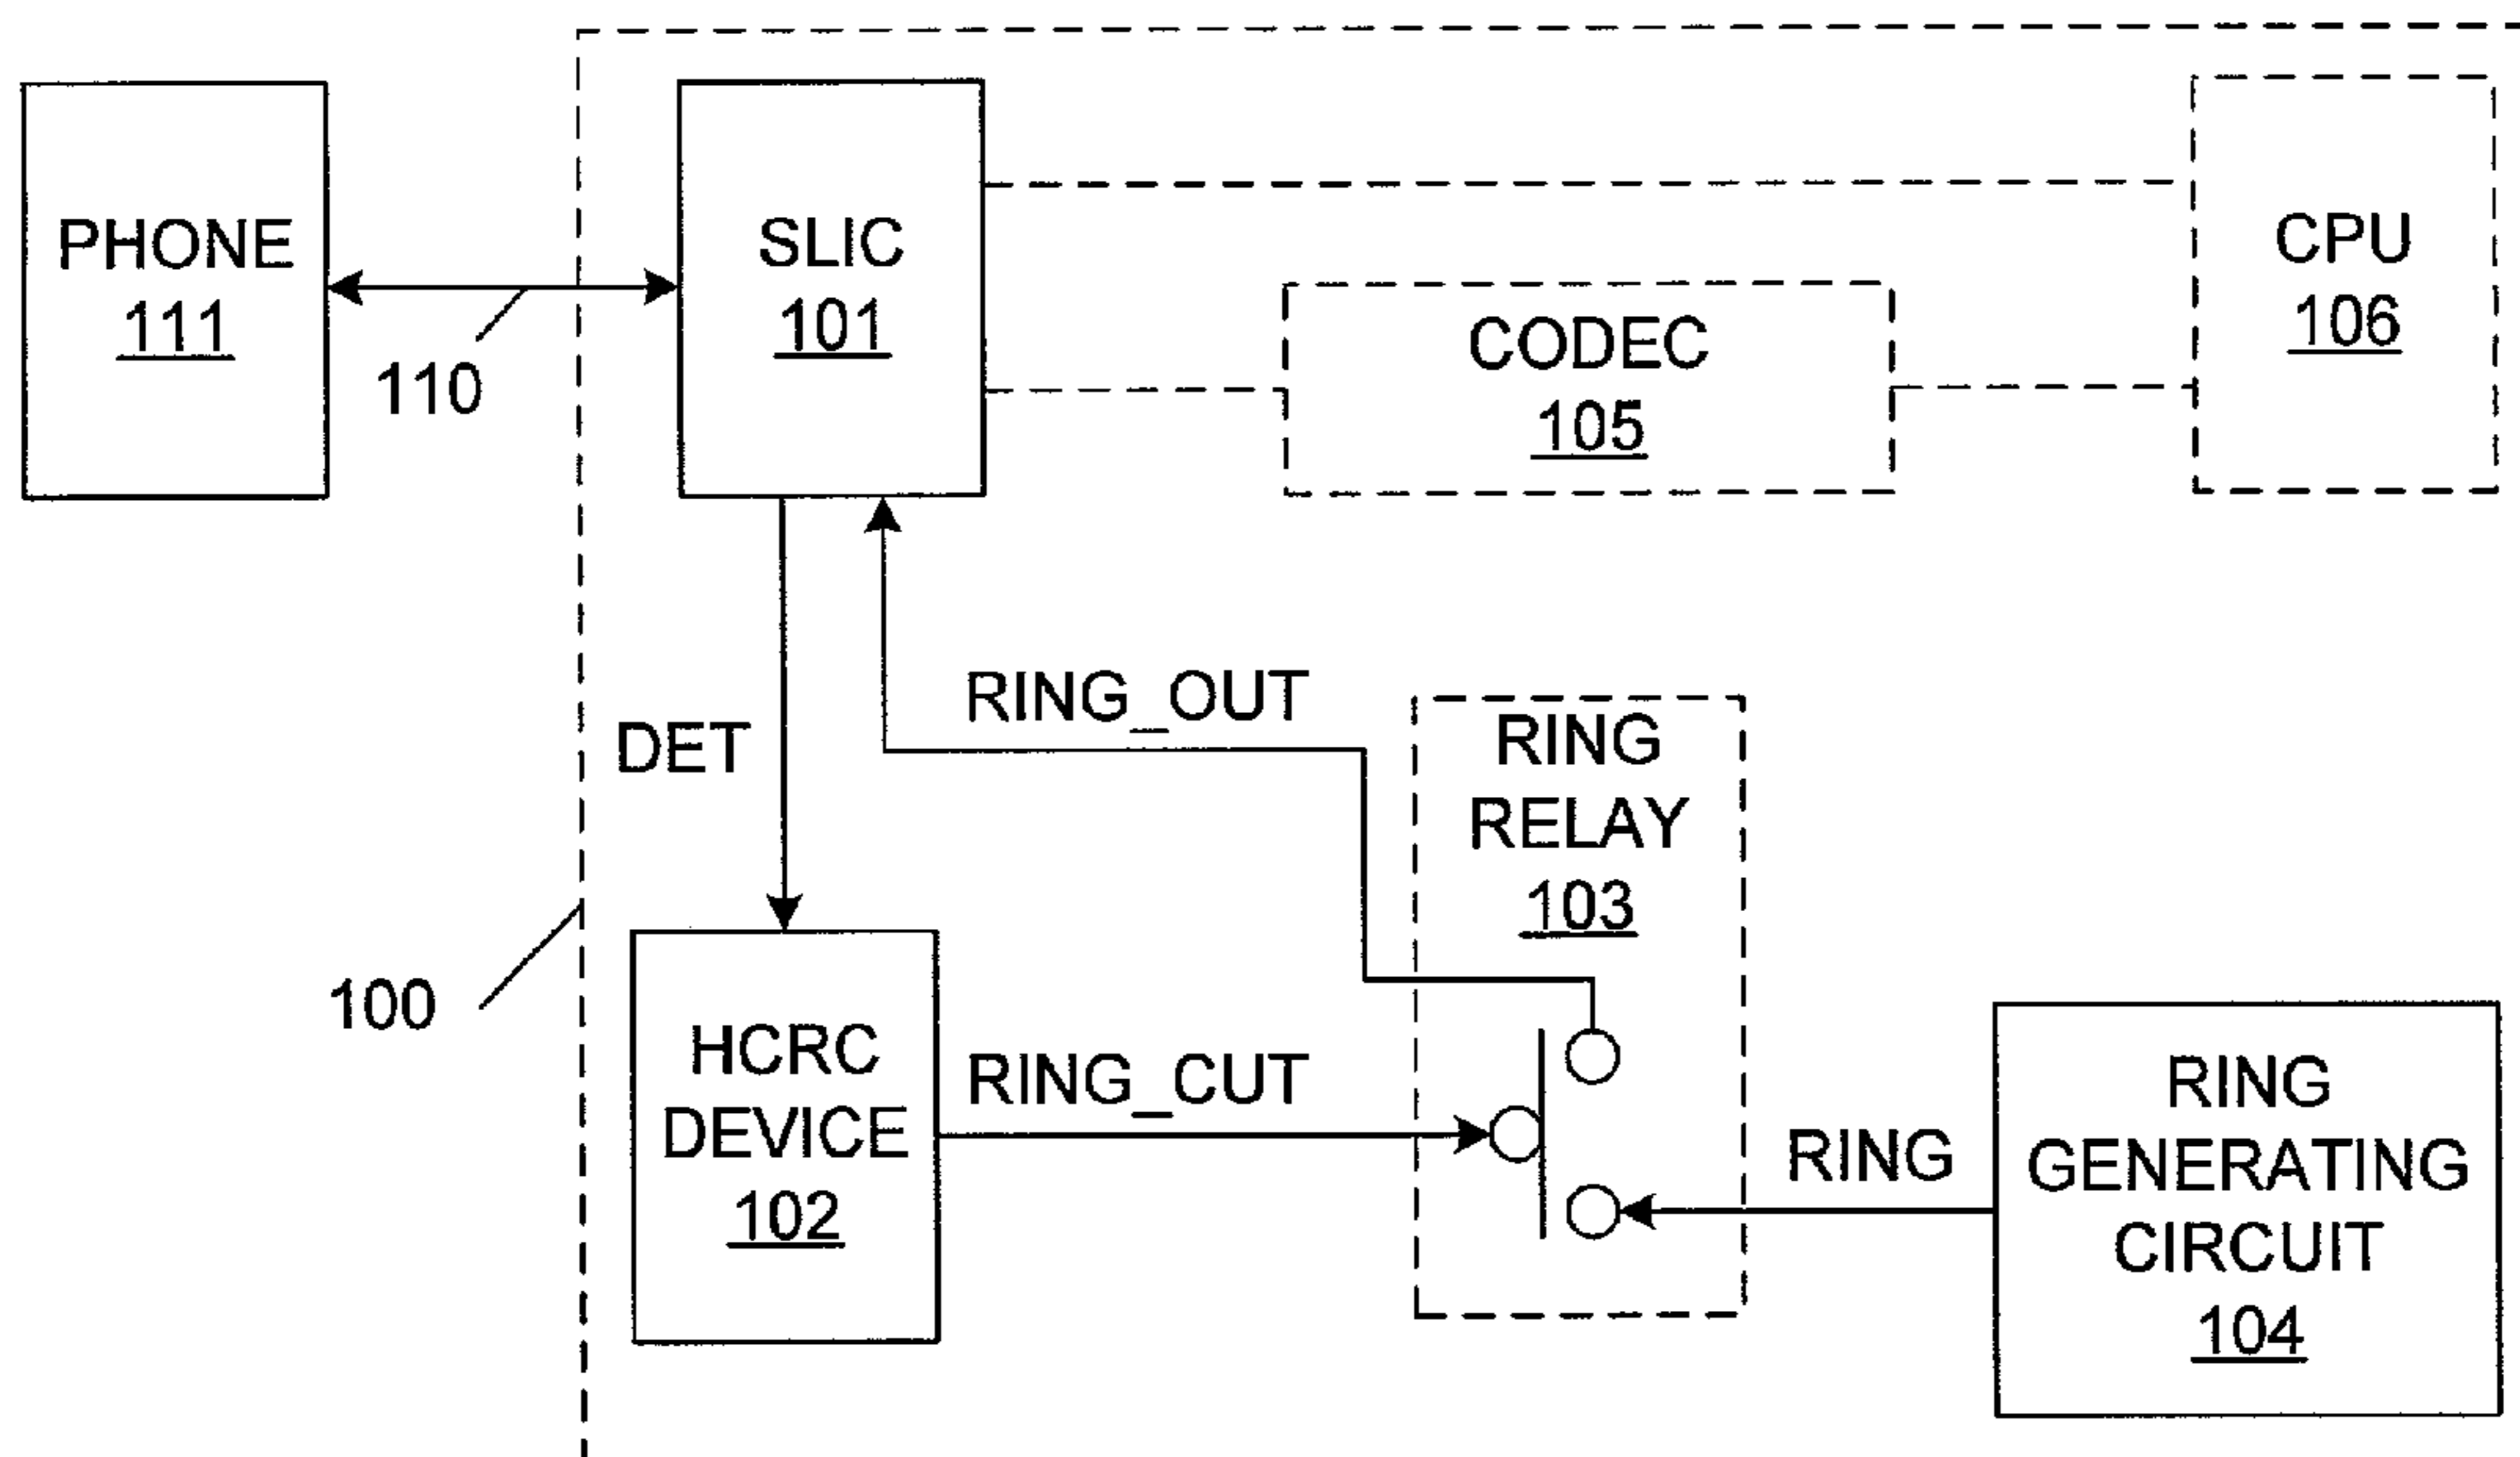 PHONE
111
110
SLIC
101
CODEC
105
CPU
106
DET
RING_OUT
RING
RELAY
103
100
HCRC
DEVICE
102
RING_CUT
RING
RING
GENERATING
CIRCUIT
104